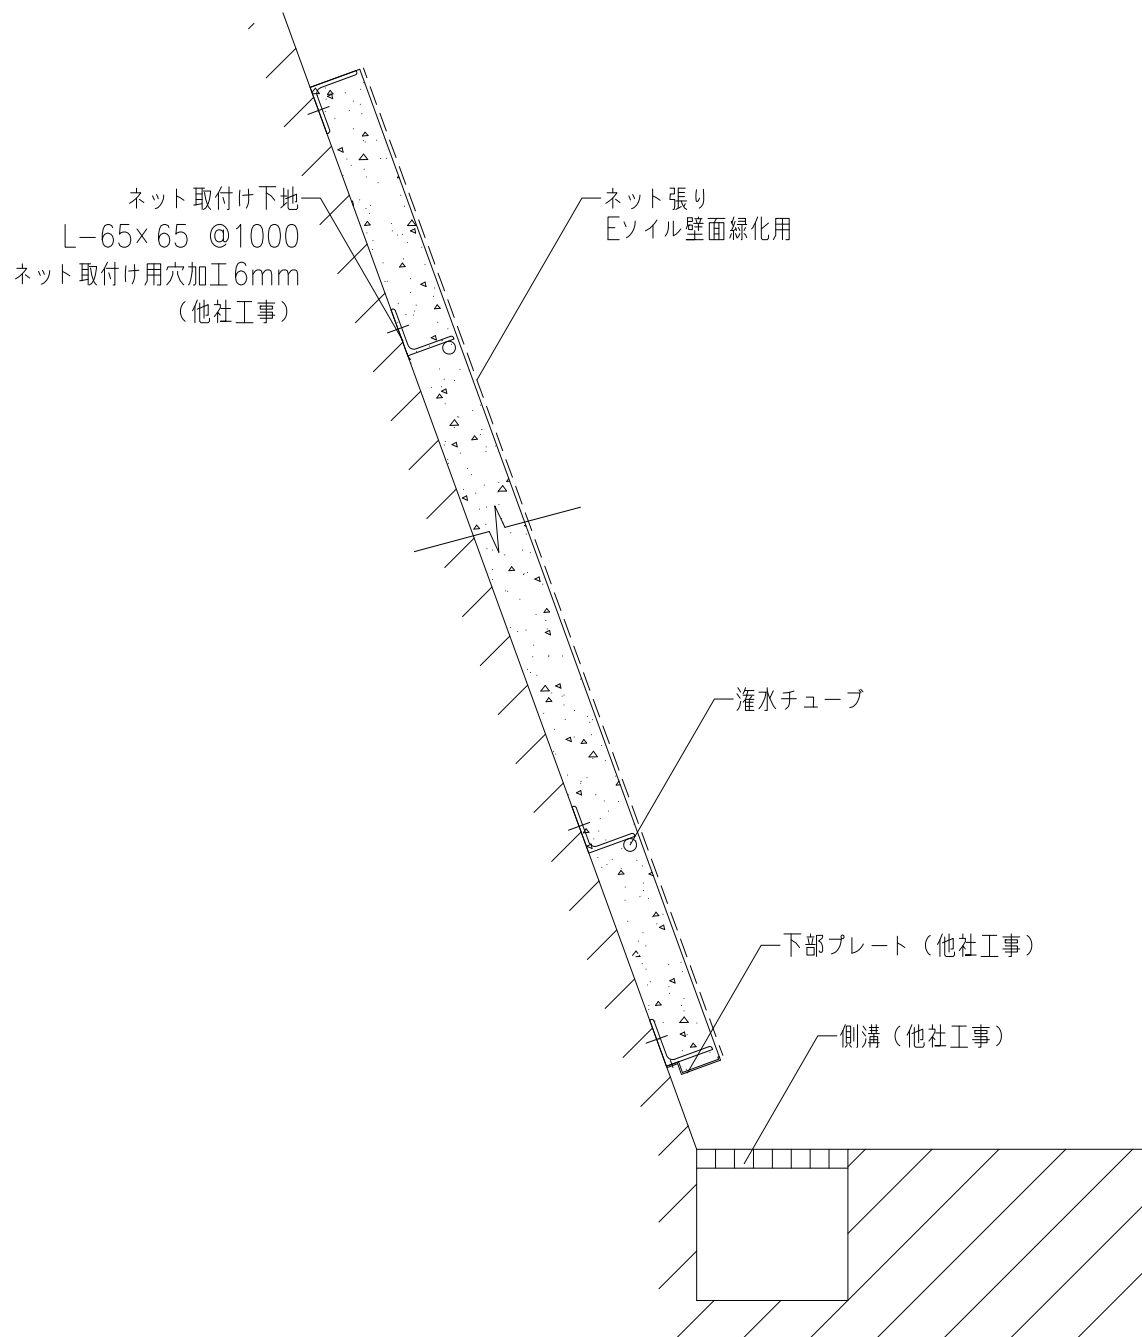 ネット取付け下地
L-65×65 @1000
ネット取付け用穴加工6mm
（他社工事）
ネット張り
Eソイル壁面緑化用
潅水チューブ
下部プレート（他社工事）
側溝（他社工事）